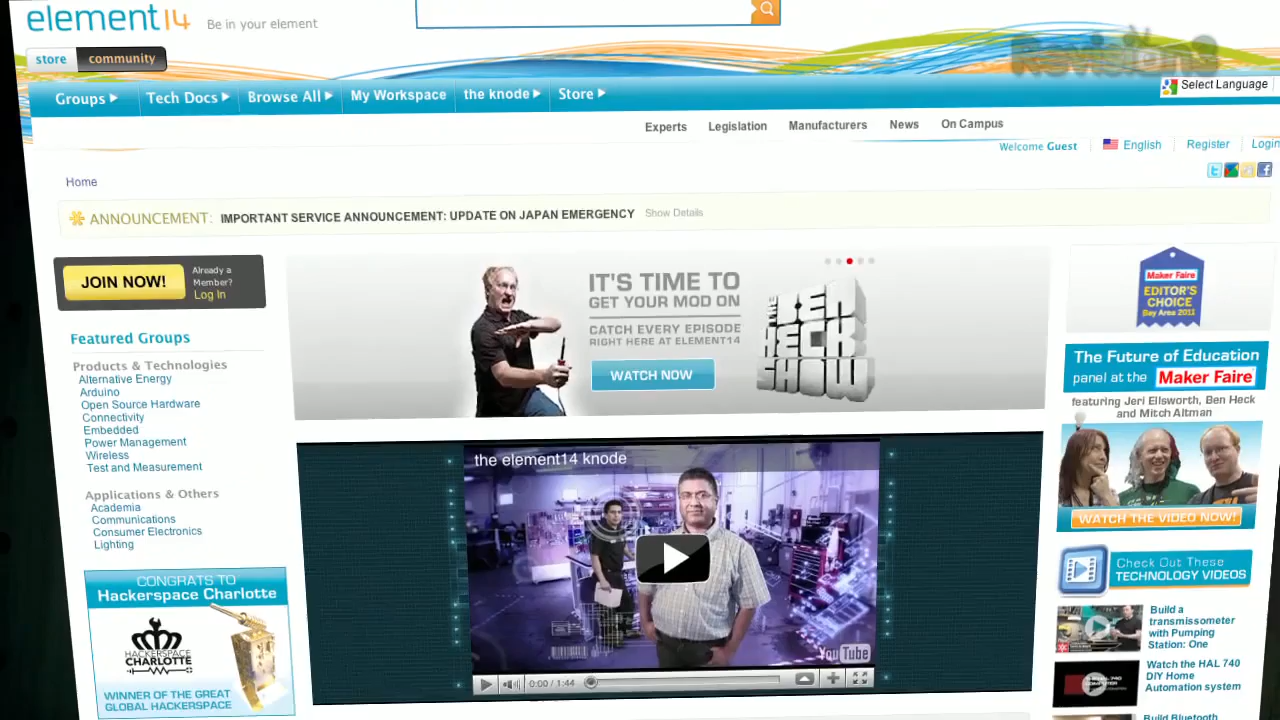 element14 Be in your element
Revision3
store community
Select Language
Groups Tech Docs Browse All My Workspace the knode Store
Experts Legislation Manufacturers News On Campus
Welcome Guest English Register Login
Home
ANNOUNCEMENT: IMPORTANT SERVICE ANNOUNCEMENT: UPDATE ON JAPAN EMERGENCY Show Details
JOIN NOW!
Already a
Member?
Log In
Featured Groups
Products & Technologies
Alternative Energy
Arduino
Open Source Hardware
Connectivity
Embedded
Power Management
Wireless
Test and Measurement
Applications & Others
Academia
Communications
Consumer Electronics
Lighting
CONGRATS TO
Hackerspace Charlotte
HACKERSPACE
CHARLOTTE
WINNER OF THE GREAT
GLOBAL HACKERSPACE
IT'S TIME TO
GET YOUR MOD ON
CATCH EVERY EPISODE
RIGHT HERE AT ELEMENT14
WATCH NOW
THE BEN
HECK
SHOW
the element14 knode
YouTube
0:00 / 1:44
Maker Faire
EDITOR'S
CHOICE
Bay Area 2011
The Future of Education
panel at the Maker Faire
featuring Jeri Ellsworth, Ben Heck
and Mitch Altman
WATCH THE VIDEO NOW!
Check Out These
TECHNOLOGY VIDEOS
Build a
transmissometer
with Pumping
Station: One
Watch the HAL 740
DIY Home
Automation system
Build Bluetooth